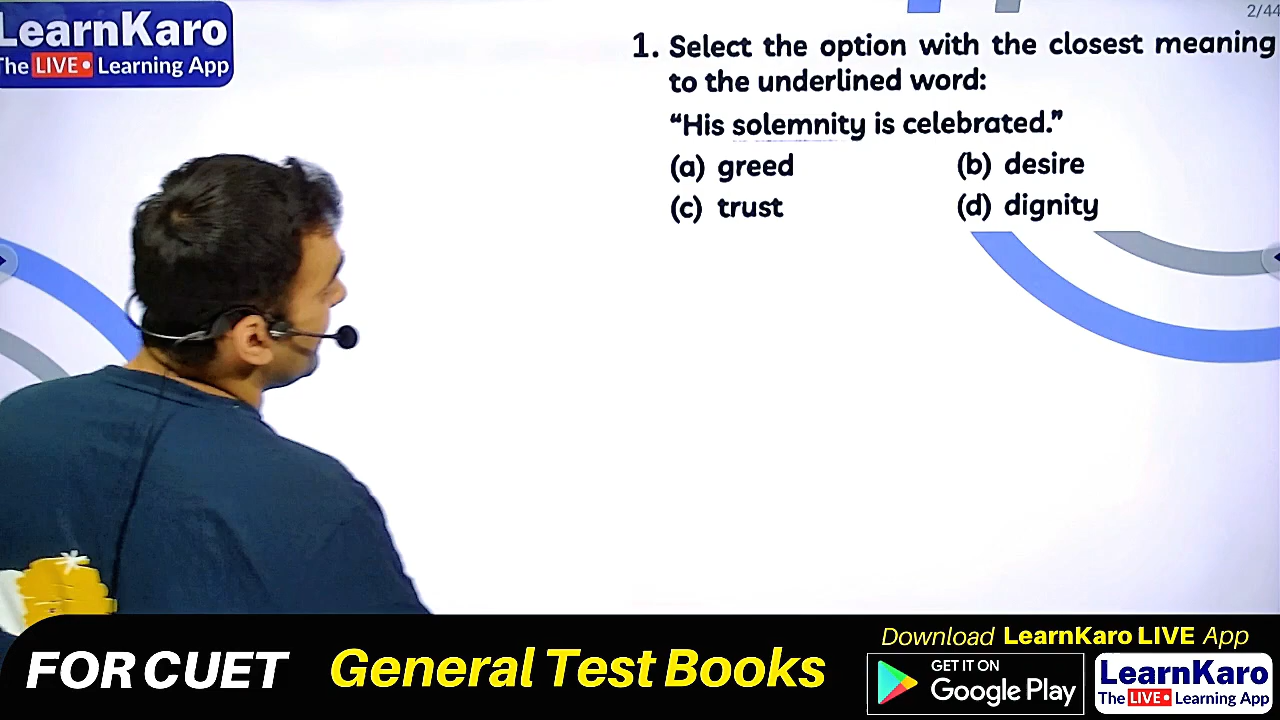 LearnKaro
The LIVE Learning App
2/44
1. Select the option with the closest meaning
to the underlined word:
“His solemnity is celebrated.”
(a) greed (b) desire
(c) trust (d) dignity
FOR CUET General Test Books
Download LearnKaro LIVE App
GET IT ON
Google Play
LearnKaro
The LIVE Learning App